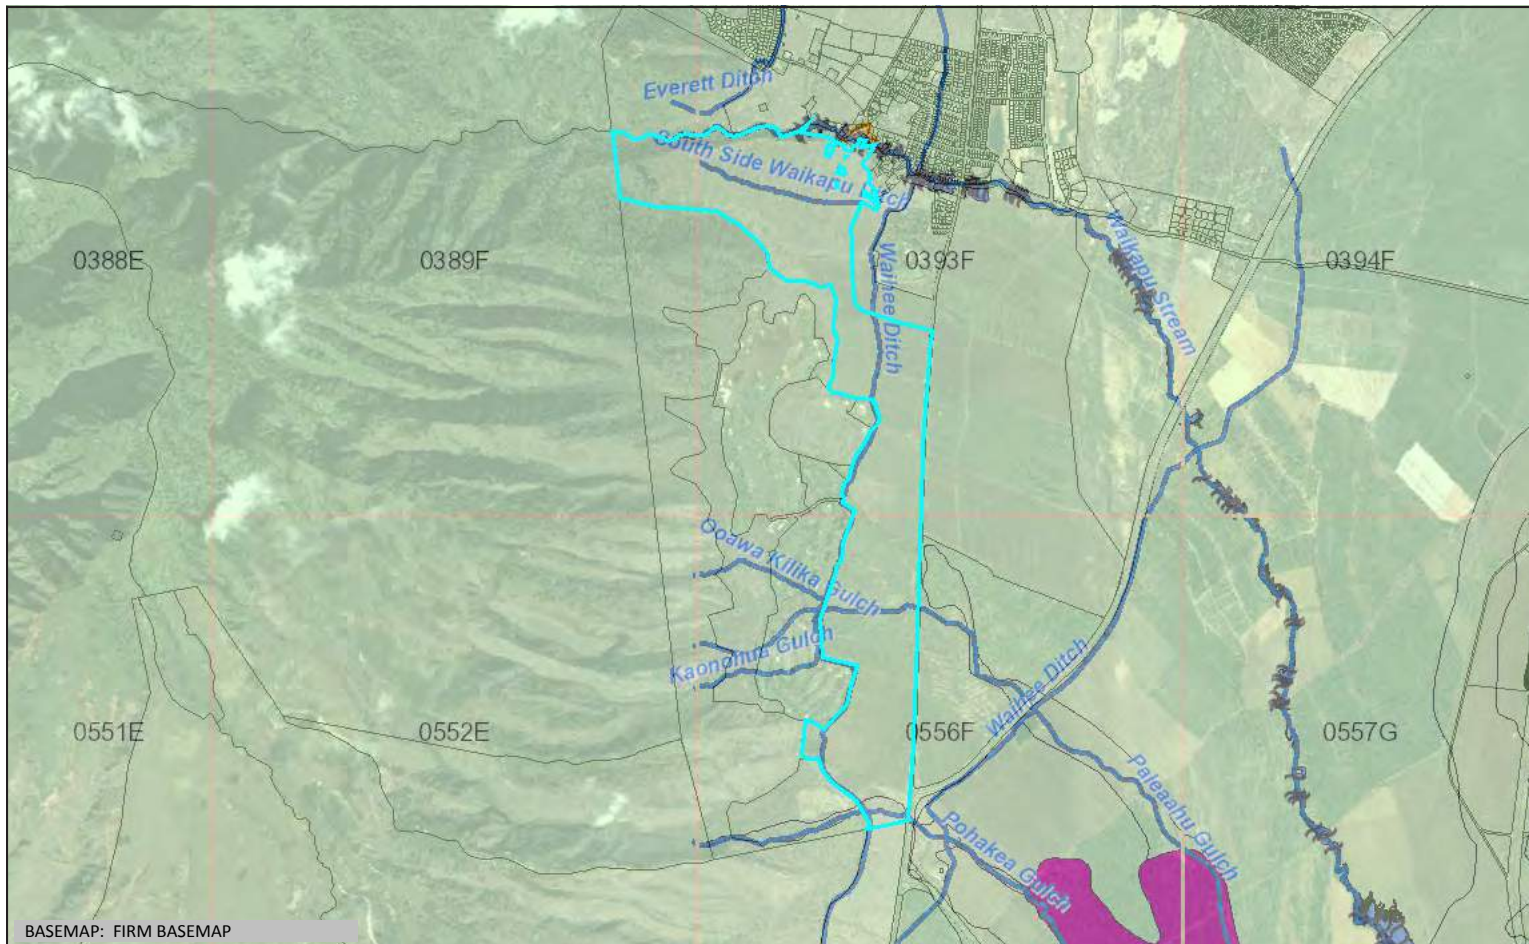 Everett Ditch
South Side Waikapu Ditch
0388E
0389F
0393F
0394F
Waihee Ditch
Waikapu Stream
Ooawa Kilika Gulch
Kaonohua Gulch
Waihee Ditch
0551E
0552E
0556F
0557G
Paleaahu Gulch
Pohakea Gulch
BASEMAP: FIRM BASEMAP